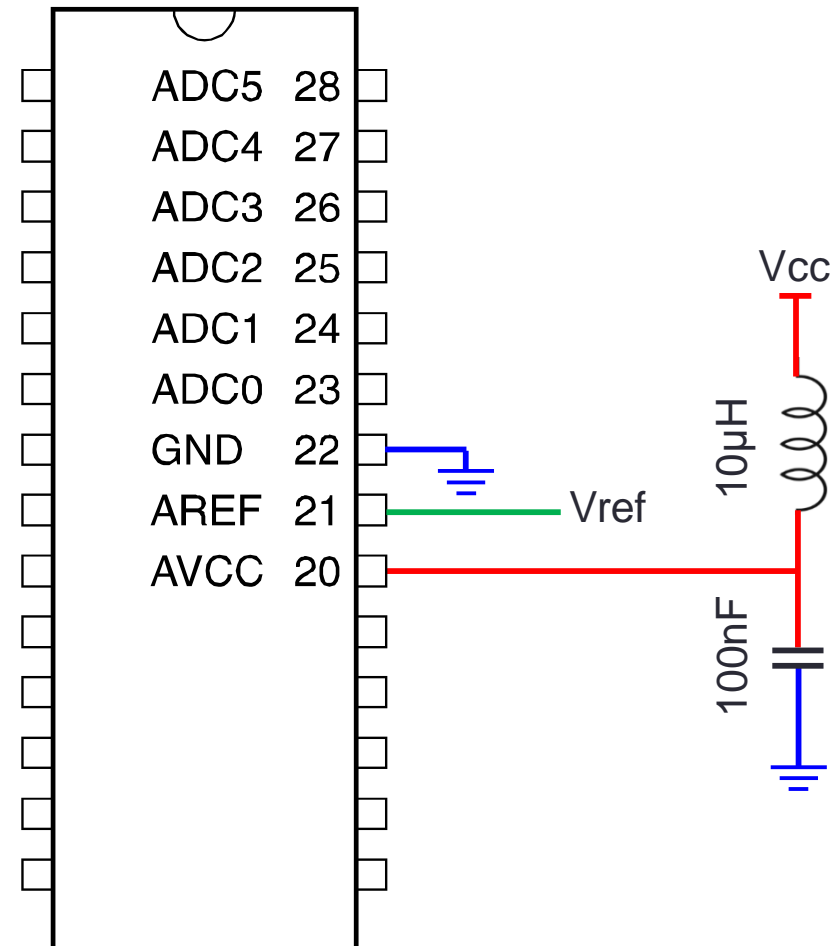 ADC5 28
ADC4 27
ADC3 26
ADC2 25
ADC1 24
ADC0 23
GND 22
AREF 21
AVCC 20
Vref
Vcc
10μH
100nF